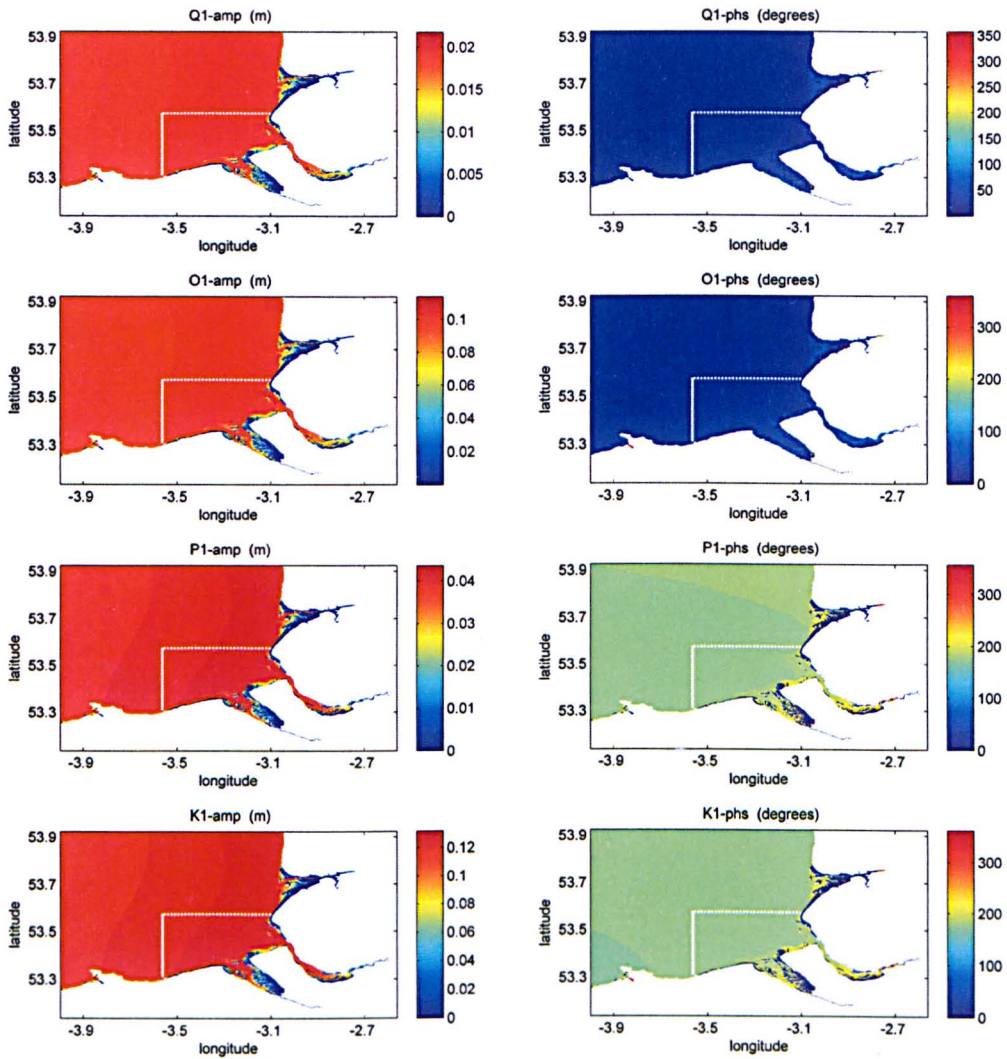 Q1-amp (m)
53.9
53.7
53.5
53.3
latitude
-3.9 -3.5 -3.1 -2.7
longitude
0.02
0.015
0.01
0.005
0
Q1-phs (degrees)
53.9
53.7
53.5
53.3
latitude
-3.9 -3.5 -3.1 -2.7
longitude
350
300
250
200
150
100
50
O1-amp (m)
53.9
53.7
53.5
53.3
latitude
-3.9 -3.5 -3.1 -2.7
longitude
0.1
0.08
0.06
0.04
0.02
O1-phs (degrees)
53.9
53.7
53.5
53.3
latitude
-3.9 -3.5 -3.1 -2.7
longitude
300
200
100
0
P1-amp (m)
53.9
53.7
53.5
53.3
latitude
-3.9 -3.5 -3.1 -2.7
longitude
0.04
0.03
0.02
0.01
0
P1-phs (degrees)
53.9
53.7
53.5
53.3
latitude
-3.9 -3.5 -3.1 -2.7
longitude
300
200
100
0
K1-amp (m)
53.9
53.7
53.5
53.3
latitude
-3.9 -3.5 -3.1 -2.7
longitude
0.12
0.1
0.08
0.06
0.04
0.02
0
K1-phs (degrees)
53.9
53.7
53.5
53.3
latitude
-3.9 -3.5 -3.1 -2.7
longitude
300
200
100
0